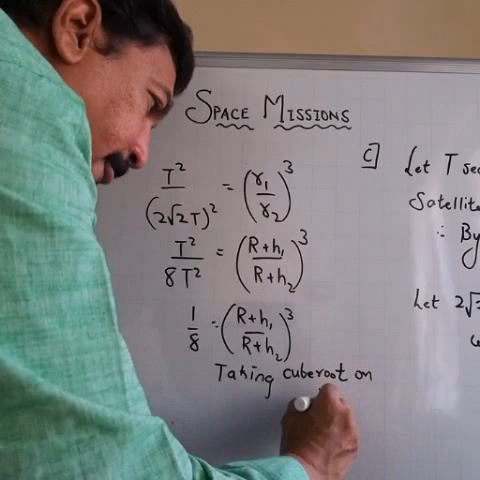 SPACE MISSIONS
T² / (2√2 T)² = (r₁ / r₂)³
T² / 8T² = (R+h₁ / R+h₂)³
1 / 8 = (R+h₁ / R+h₂)³
Taking cuberoot on
C] Let T sec
Satellite
∴ By
Let 2√2